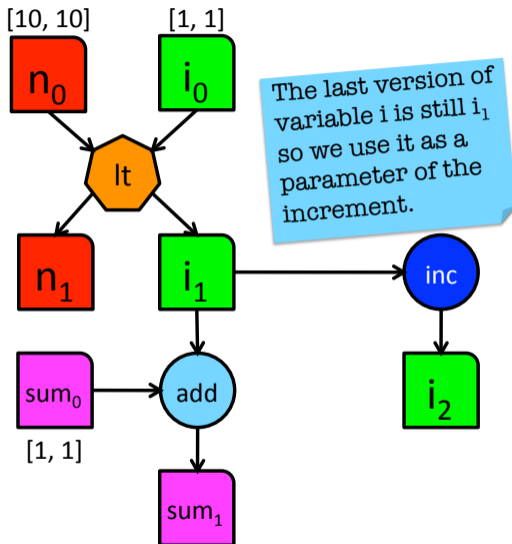 [10, 10]
[1, 1]
n₀
i₀
The last version of
variable i is still i₁
so we use it as a
parameter of the
increment.
lt
n₁
i₁
inc
sum₀
add
i₂
[1, 1]
sum₁